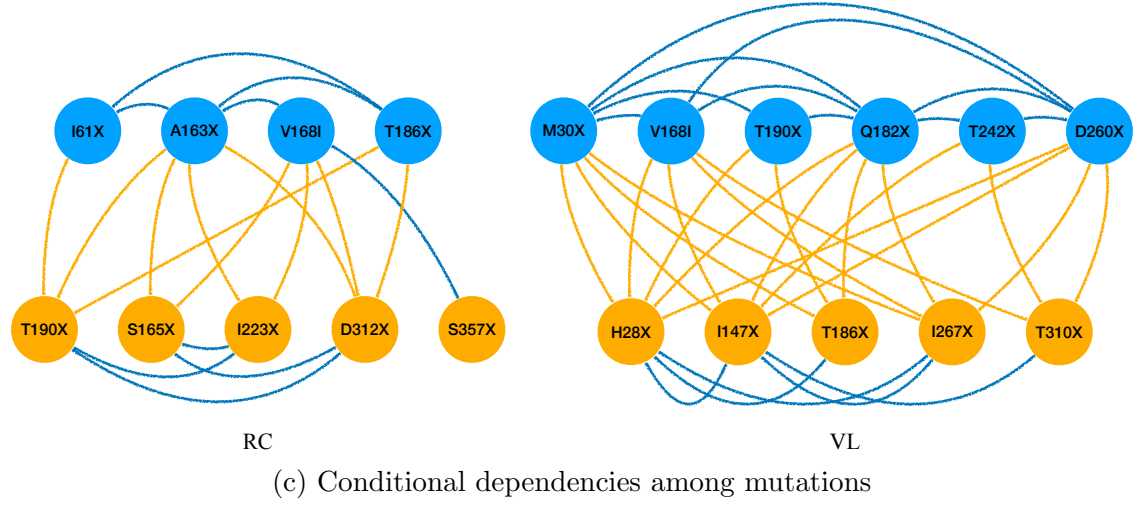 I61X A163X V168I T186X
M30X V168I T190X Q182X T242X D260X
T190X S165X I223X D312X S357X
H28X I147X T186X I267X T310X
RC VL
(c) Conditional dependencies among mutations